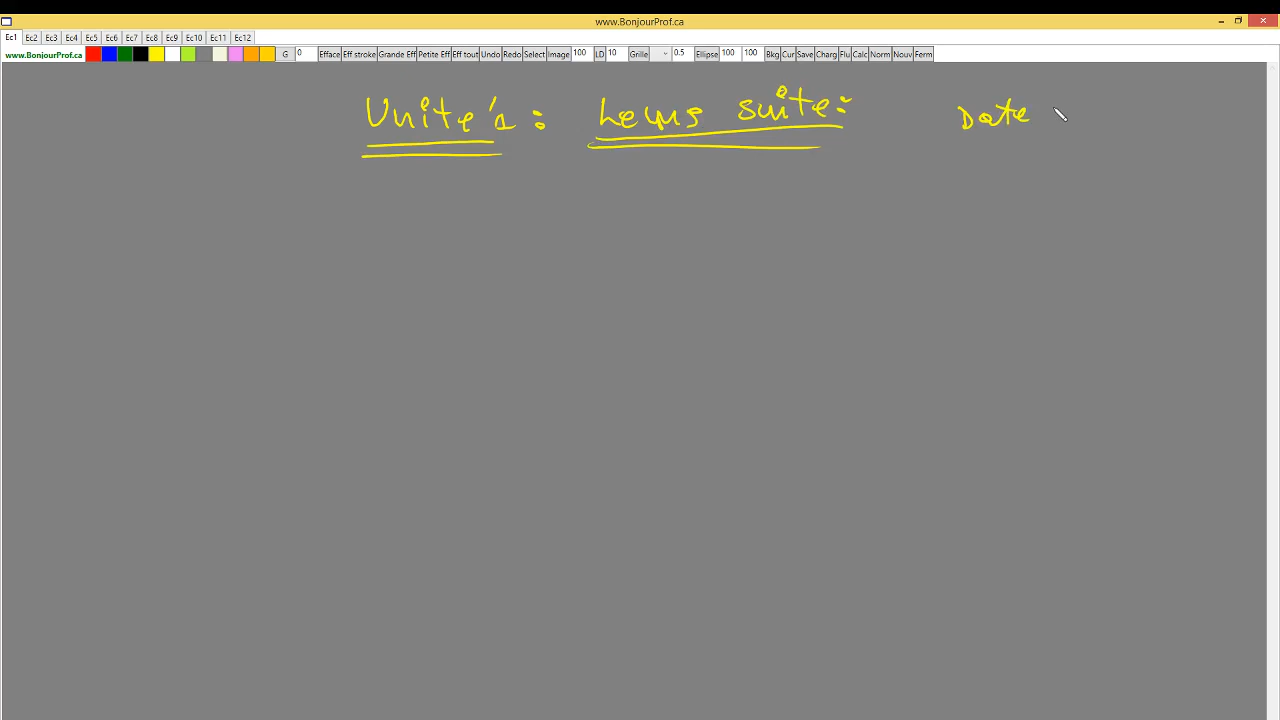 www.BonjourProf.ca
Ec1 Ec2 Ec3 Ec4 Ec5 Ec6 Ec7 Ec8 Ec9 Ec10 Ec11 Ec12
www.BonjourProf.ca G 0 Efface Eff stroke Grande Eff Petite Eff Eff tout Undo Redo Select Image 100 LD 10 Grille 0.5 Ellipse 100 100 Bkg Cur Save Charg Flu Calc Norm Nouv Ferm
Unite'1 : suite: Date